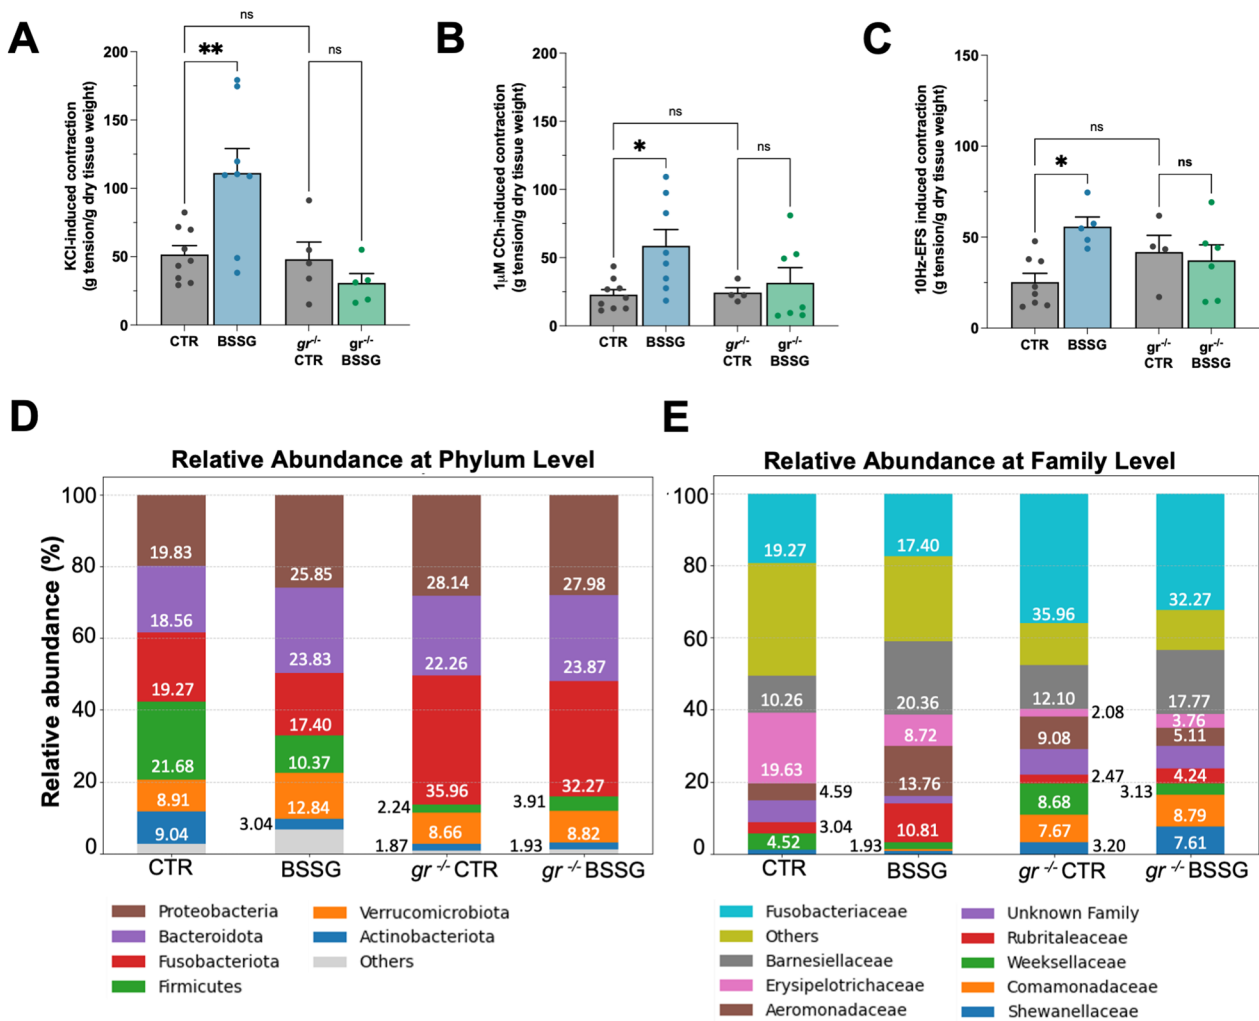 A
KCl-induced contraction
(g tension/g dry tissue weight)
200
150
100
50
0
ns
**
ns
CTR
BSSG
gr-/-
CTR
gr-/-
BSSG
B
1µM CCh-induced contraction
(g tension/g dry tissue weight)
200
150
100
50
0
ns
*
ns
CTR
BSSG
gr-/-
CTR
gr-/-
BSSG
C
10Hz-EFS induced contraction
(g tension/g dry tissue weight)
150
100
50
0
ns
*
ns
CTR
BSSG
gr-/-
CTR
gr-/-
BSSG
D
Relative Abundance at Phylum Level
Relative abundance (%)
100
80
60
40
20
0
19.83
18.56
19.27
21.68
8.91
9.04
25.85
23.83
17.40
10.37
12.84
3.04
28.14
22.26
35.96
2.24
8.66
1.87
27.98
23.87
32.27
3.91
8.82
1.93
CTR
BSSG
gr -/- CTR
gr -/- BSSG
Proteobacteria
Bacteroidota
Fusobacteriota
Firmicutes
Verrucomicrobiota
Actinobacteriota
Others
E
Relative Abundance at Family Level
100
80
60
40
20
0
19.27
10.26
19.63
4.59
3.04
4.52
17.40
20.36
8.72
13.76
10.81
1.93
35.96
12.10
2.08
9.08
2.47
8.68
7.67
3.20
32.27
17.77
3.76
5.11
4.24
3.13
8.79
7.61
CTR
BSSG
gr -/- CTR
gr -/- BSSG
Fusobacteriaceae
Others
Barnesiellaceae
Erysipelotrichaceae
Aeromonadaceae
Unknown Family
Rubritaleaceae
Weeksellaceae
Comamonadaceae
Shewanellaceae